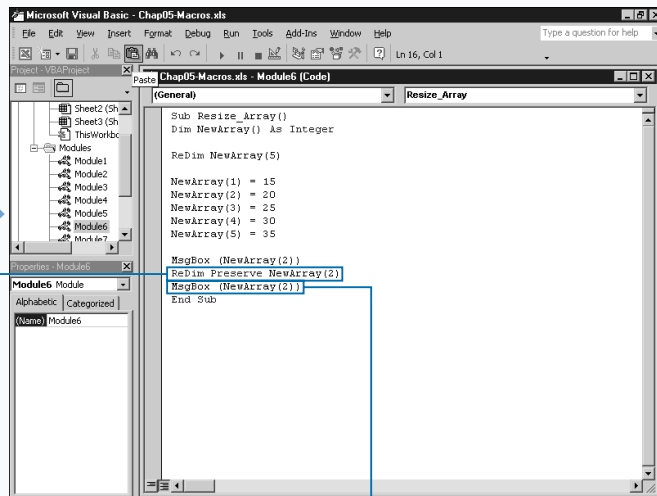 Microsoft Visual Basic - Chap05-Macros.xls
File Edit View Insert Format Debug Run Tools Add-Ins Window Help
Type a question for help
Ln 16, Col 1
Project - VBAProject
Paste
Sheet2 (Sh
Sheet3 (Sh
ThisWorkbo
Modules
Module1
Module2
Module3
Module4
Module5
Module6
Module7
Properties - Module6
Module6 Module
Alphabetic Categorized
(Name) Module6
Chap05-Macros.xls - Module6 (Code)
(General)
Resize_Array
Sub Resize_Array()
Dim NewArray() As Integer
ReDim NewArray(5)
NewArray(1) = 15
NewArray(2) = 20
NewArray(3) = 25
NewArray(4) = 30
NewArray(5) = 35
MsgBox (NewArray(2))
ReDim Preserve NewArray(2)
MsgBox (NewArray(2))
End Sub